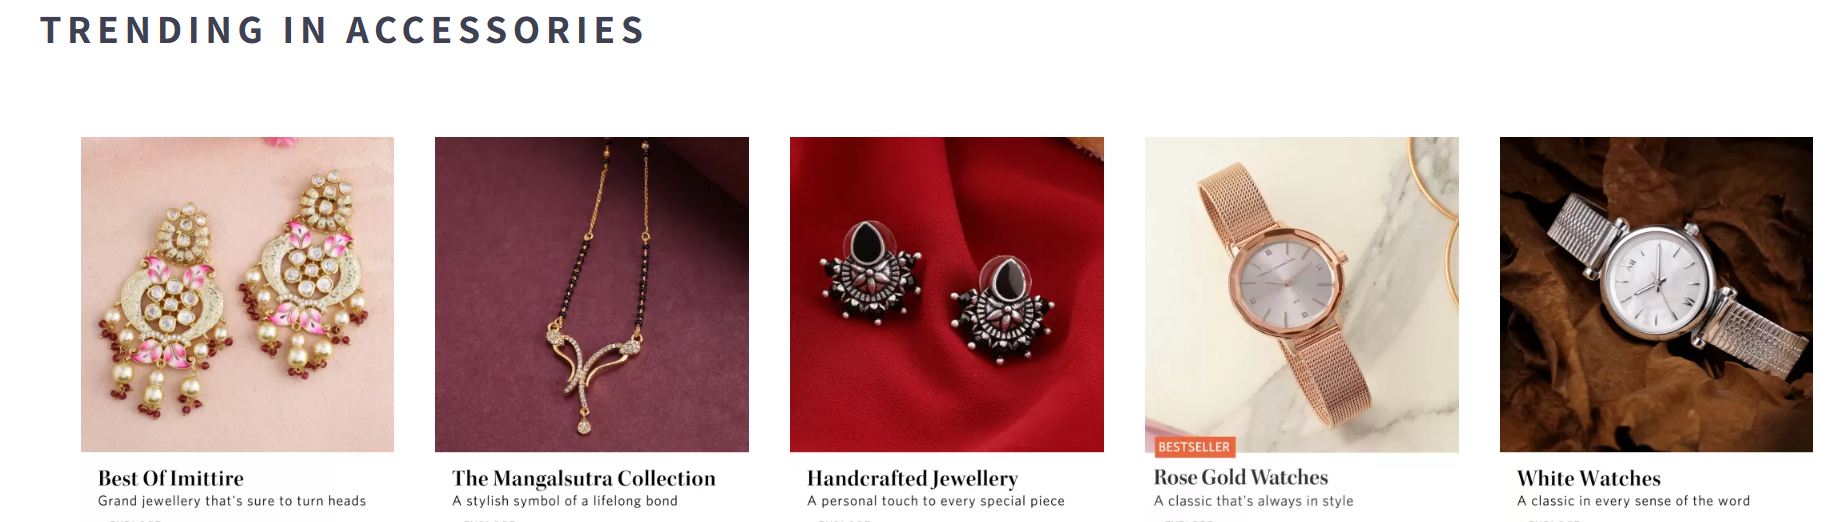 TRENDING IN ACCESSORIES
Best Of Imittire
Grand jewellery that's sure to turn heads
The Mangalsutra Collection
A stylish symbol of a lifelong bond
Handcrafted Jewellery
A personal touch to every special piece
BESTSELLER
Rose Gold Watches
A classic that's always in style
White Watches
A classic in every sense of the word